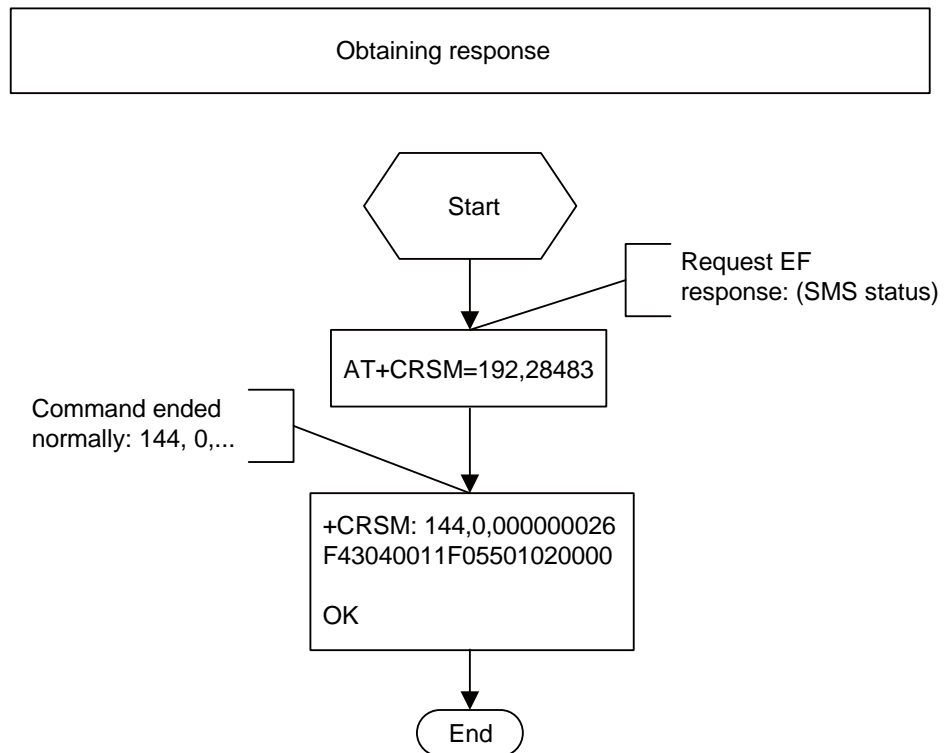 Obtaining response
Start
Request EF
response: (SMS status)
AT+CRSM=192,28483
Command ended
normally: 144, 0,...
+CRSM: 144,0,000000026
F43040011F05501020000
OK
End